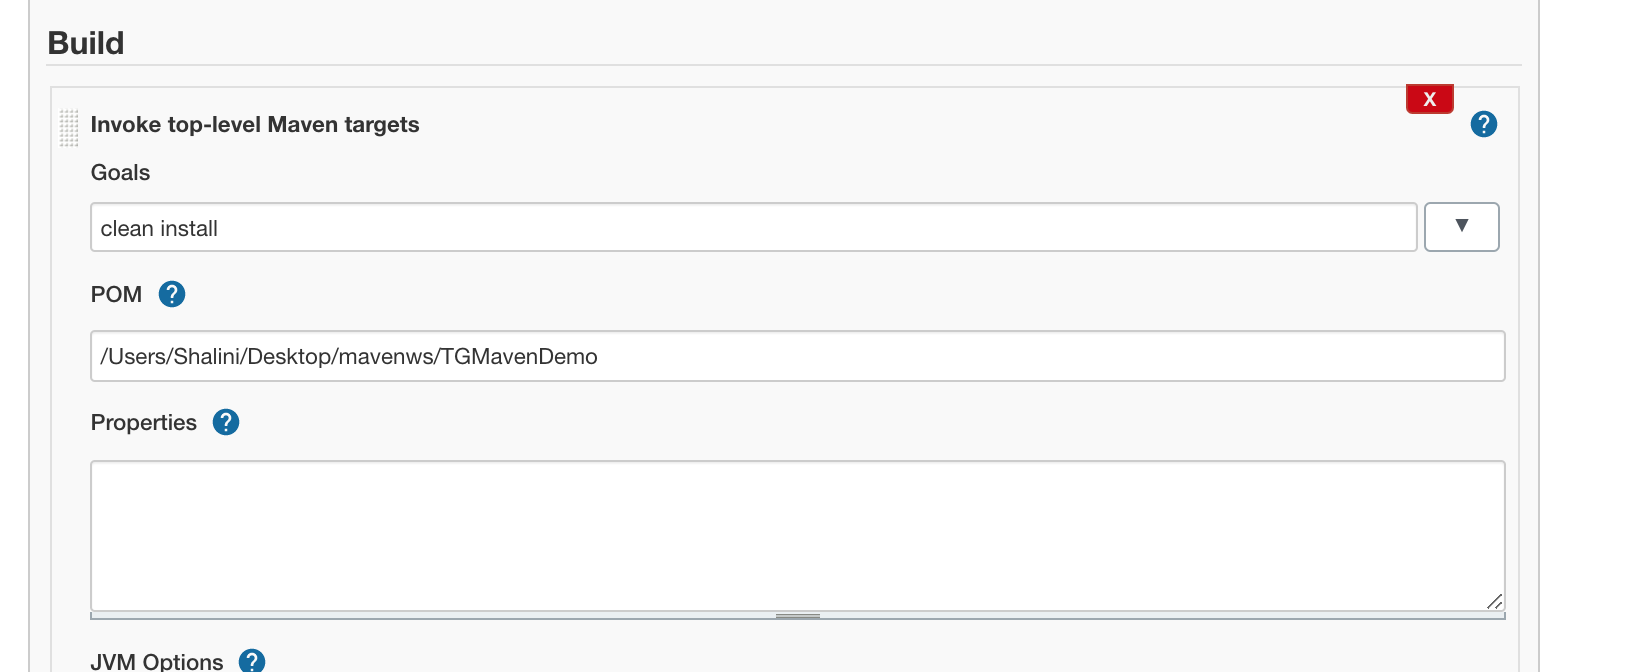 Build
X
Invoke top-level Maven targets
?
Goals
clean install
▼
POM ?
/Users/Shalini/Desktop/mavenws/TGMavenDemo
Properties ?
JVM Options ?